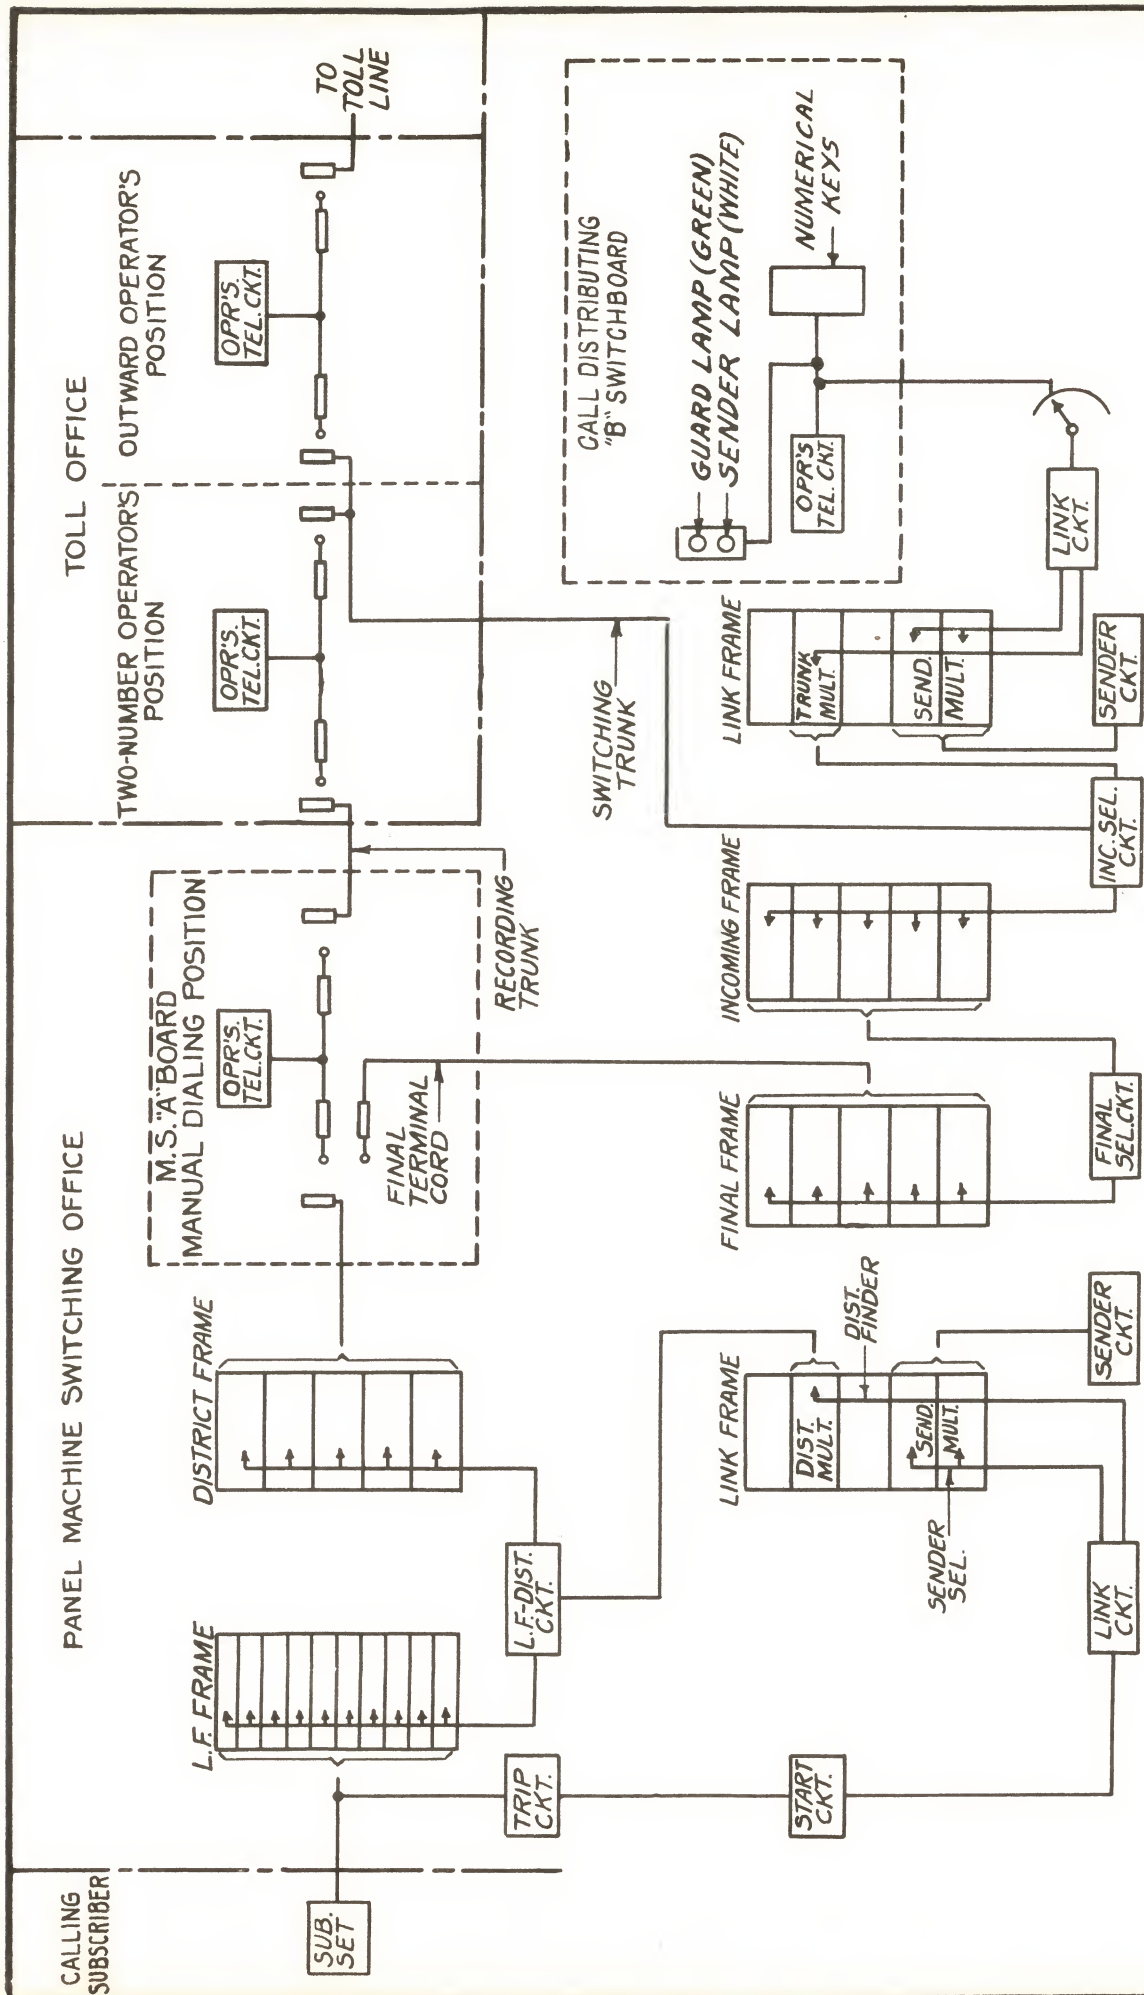 CALLING
SUBSCRIBER
SUB.
SET
PANEL MACHINE SWITCHING OFFICE
L.F. FRAME
TRIP
CKT.
START
CKT.
L.F.-DIST.
CKT.
DISTRICT FRAME
LINK FRAME
DIST.
MULT.
SEND.
MULT.
DIST.
FINDER
SENDER
SEL.
LINK
CKT.
SENDER
CKT.
M.S. "A" BOARD
MANUAL DIALING POSITION
OPR'S.
TEL.CKT.
FINAL
TERMINAL
CORD
RECORDING
TRUNK
FINAL FRAME
FINAL
SEL.CKT.
INCOMING FRAME
INC. SEL.
CKT.
TOLL OFFICE
TWO-NUMBER OPERATOR'S
POSITION
OPR'S.
TEL.CKT.
OUTWARD OPERATOR'S
POSITION
OPR'S.
TEL.CKT.
TO
TOLL
LINE
SWITCHING
TRUNK
LINK FRAME
TRUNK
MULT.
SEND.
MULT.
SENDER
CKT.
LINK
CKT.
CALL DISTRIBUTING
"B" SWITCHBOARD
GUARD LAMP (GREEN)
SENDER LAMP (WHITE)
OPR'S
TEL. CKT.
NUMERICAL
KEYS